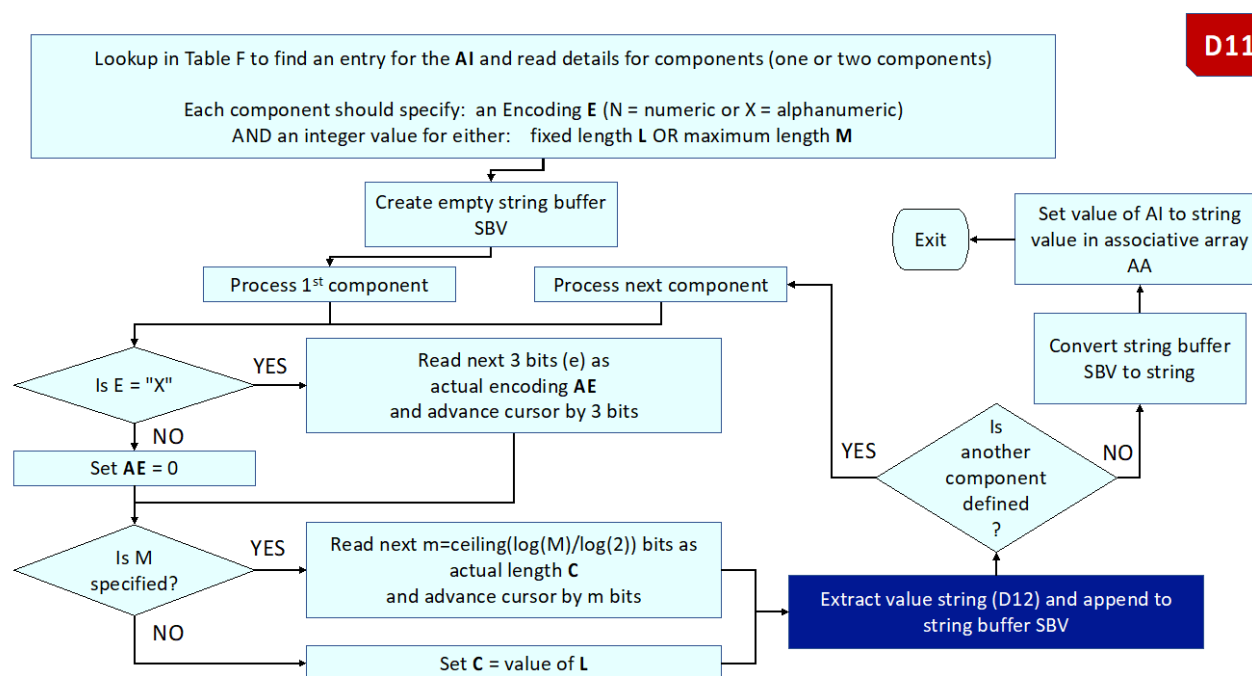 D11
Lookup in Table F to find an entry for the AI and read details for components (one or two components)
Each component should specify: an Encoding E (N = numeric or X = alphanumeric)
AND an integer value for either: fixed length L OR maximum length M
Create empty string buffer
SBV
Process 1st component
Process next component
Is E = "X"
YES
Read next 3 bits (e) as
actual encoding AE
and advance cursor by 3 bits
NO
Set AE = 0
Is M
specified?
YES
Read next m=ceiling(log(M)/log(2)) bits as
actual length C
and advance cursor by m bits
NO
Set C = value of L
Extract value string (D12) and append to
string buffer SBV
Is
another
component
defined
?
YES
NO
Convert string buffer
SBV to string
Set value of AI to string
value in associative array
AA
Exit